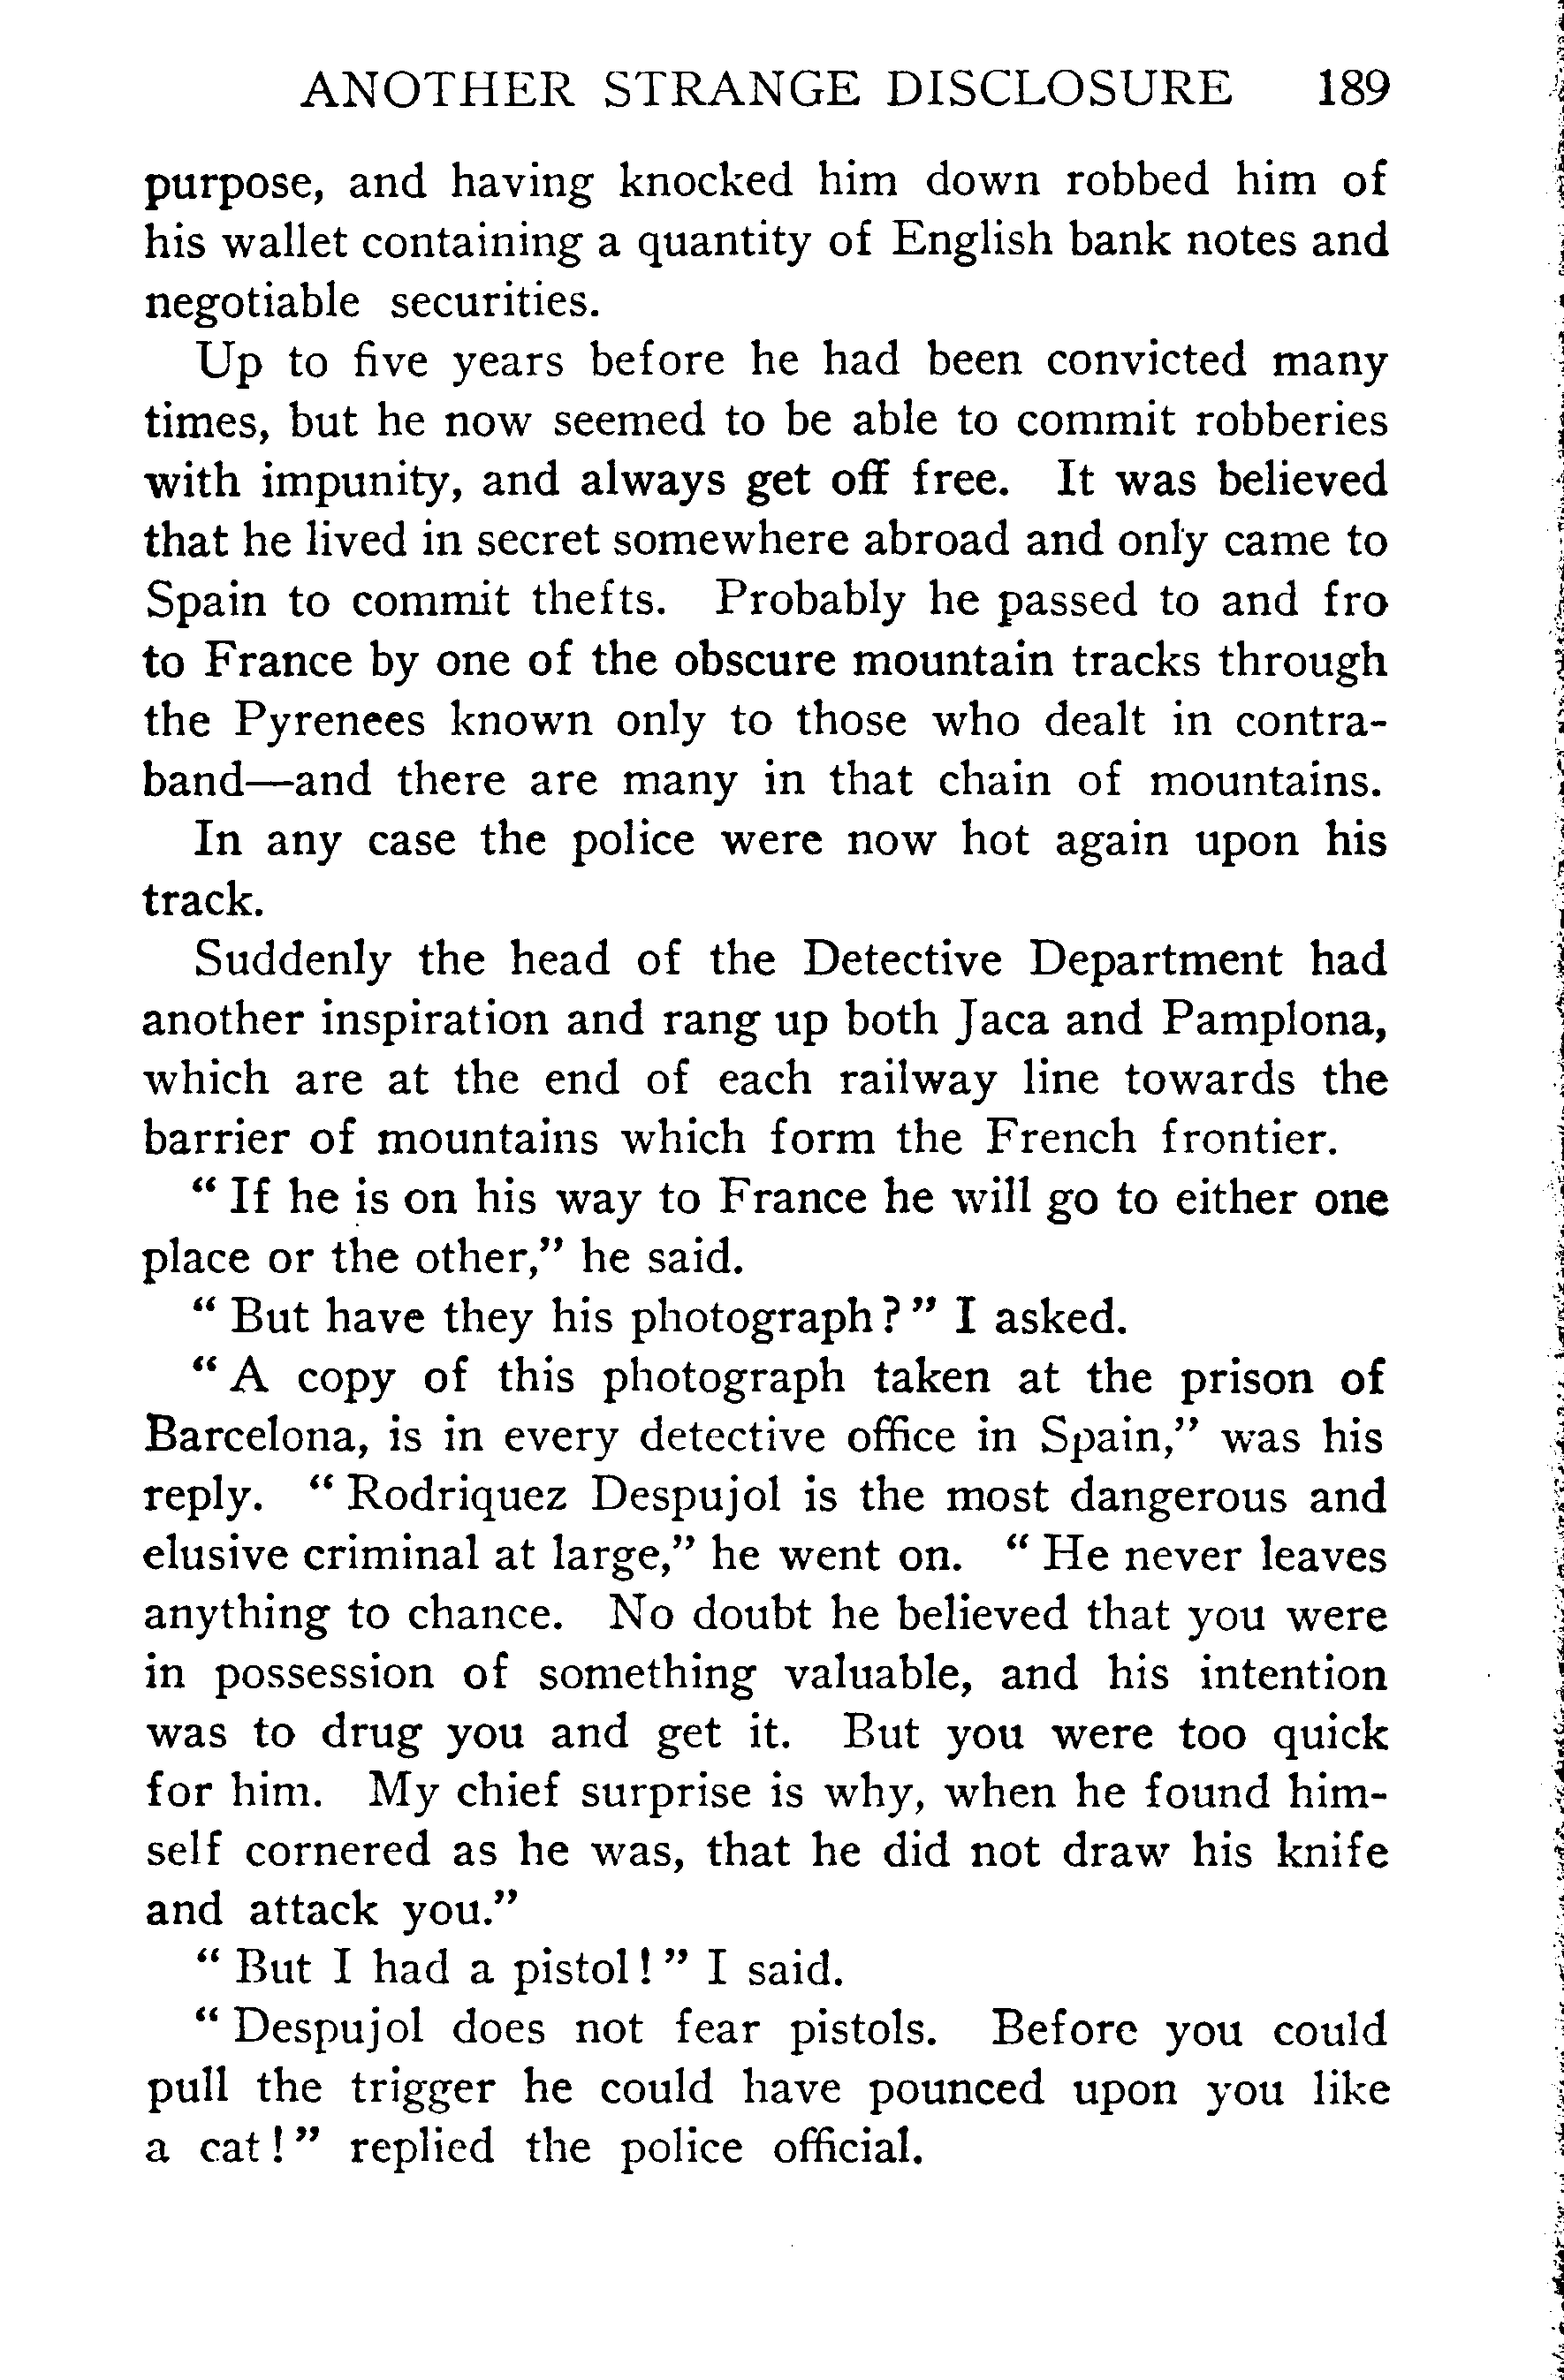 ANOTHER STRANGE DISCLOSURE 189
purpose, and having knocked him down robbed him of
his wallet containing a quantity of English bank notes and
negotiable securities.
Up to five years before he had been convicted many
times, but he now seemed to be able to commit robberies
with impunity, and always get off free. It was believed
that he lived in secret somewhere abroad and only came to
Spain to commit thefts. Probably he passed to and fro
to France by one of the obscure mountain tracks through
the Pyrenees known only to those who dealt in contra-
band—and there are many in that chain of mountains.
In any case the police were now hot again upon his
track.
Suddenly the head of the Detective Department had
another inspiration and rang up both Jaca and Pamplona,
which are at the end of each railway line towards the
barrier of mountains which form the French frontier.
“ If he is on his way to France he will go to either one
place or the other,” he said.
“ But have they his photograph? ” I asked.
“ A copy of this photograph taken at the prison of
Barcelona, is in every detective office in Spain,” was his
reply. “ Rodriquez Despujol is the most dangerous and
elusive criminal at large,” he went on. “ He never leaves
anything to chance. No doubt he believed that you were
in possession of something valuable, and his intention
was to drug you and get it. But you were too quick
for him. My chief surprise is why, when he found him-
self cornered as he was, that he did not draw his knife
and attack you.”
“ But I had a pistol! ” I said.
“ Despujol does not fear pistols. Before you could
pull the trigger he could have pounced upon you like
a cat! ” replied the police official.